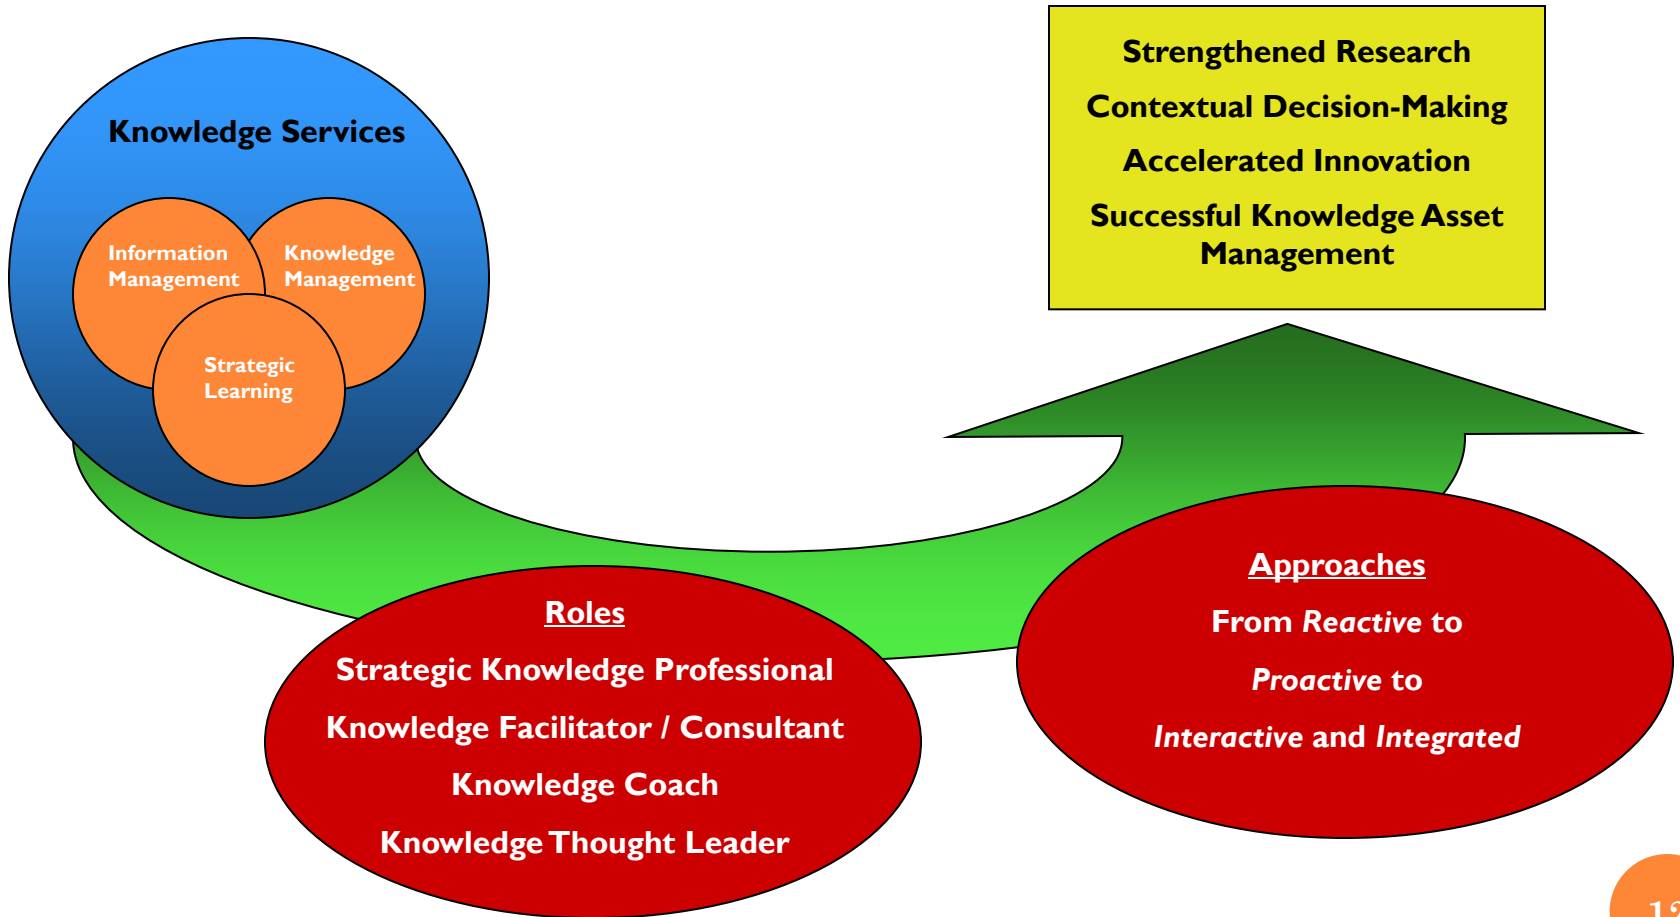 Knowledge Services
Information
Management
Knowledge
Management
Strategic
Learning
Strengthened Research
Contextual Decision-Making
Accelerated Innovation
Successful Knowledge Asset
Management
Roles
Strategic Knowledge Professional
Knowledge Facilitator / Consultant
Knowledge Coach
Knowledge Thought Leader
Approaches
From Reactive to
Proactive to
Interactive and Integrated